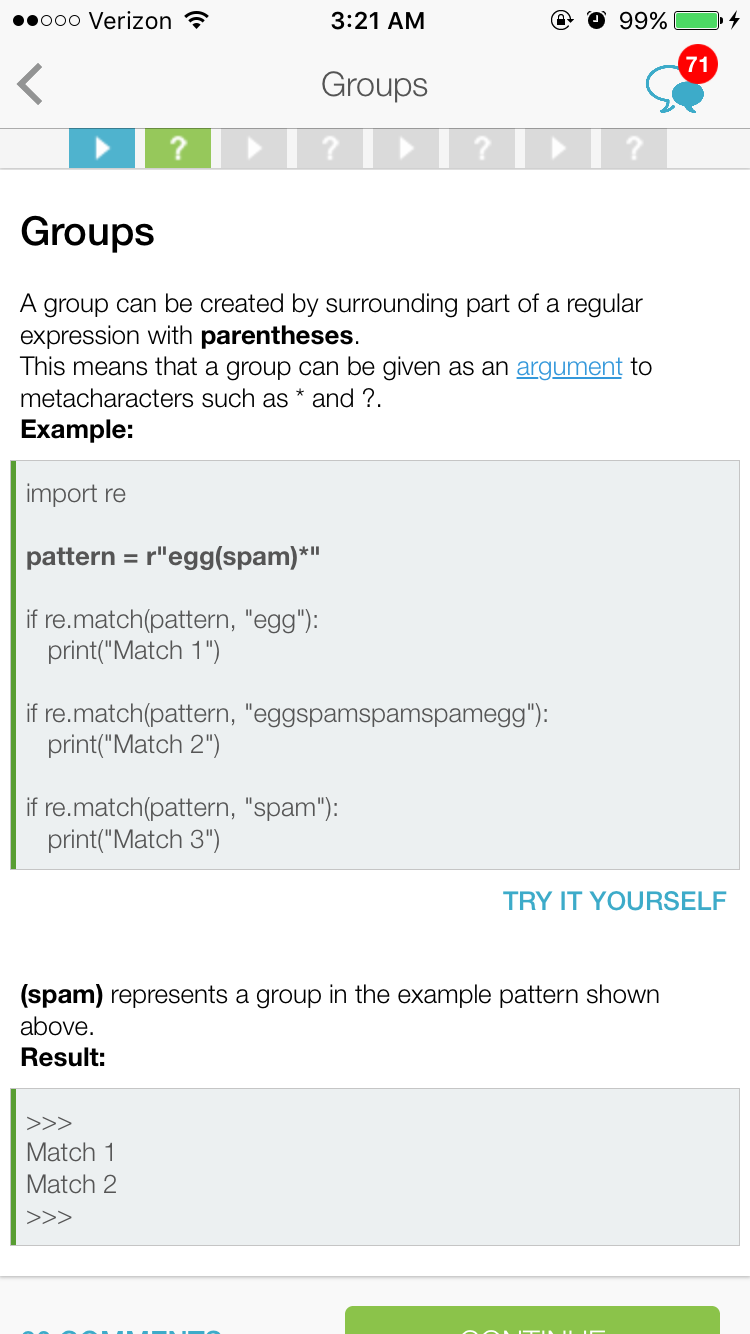 Verizon 3:21 AM 99%
Groups 71
? ? ? ?
Groups
A group can be created by surrounding part of a regular
expression with parentheses.
This means that a group can be given as an argument to
metacharacters such as * and ?.
Example:
import re
pattern = r"egg(spam)*"
if re.match(pattern, "egg"):
print("Match 1")
if re.match(pattern, "eggspamspamspamegg"):
print("Match 2")
if re.match(pattern, "spam"):
print("Match 3")
TRY IT YOURSELF
(spam) represents a group in the example pattern shown
above.
Result:
>>>
Match 1
Match 2
>>>
COMMENTS CONTINUE